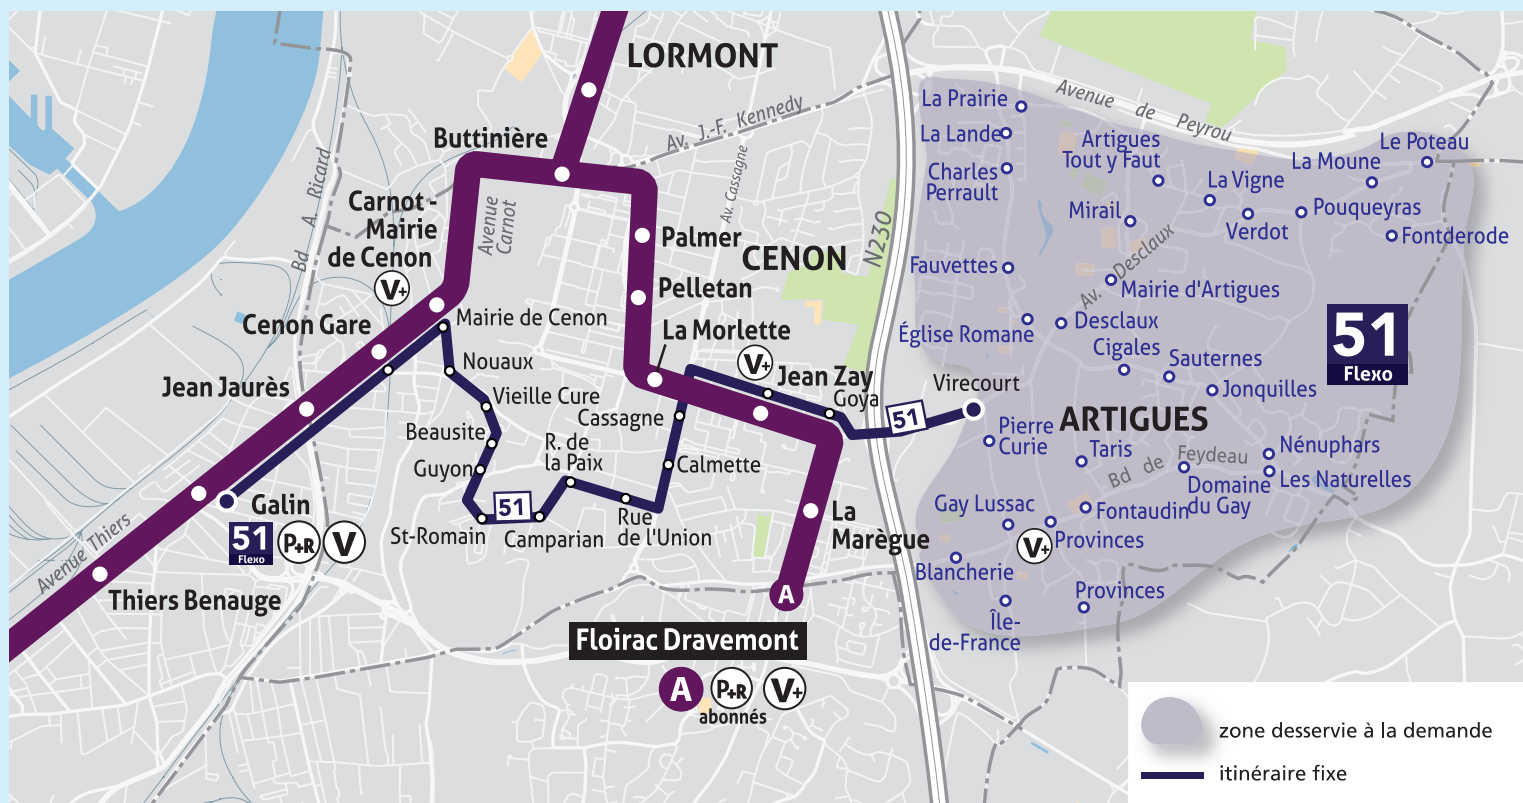 LORMONT
Avenue de Peyrou
La Prairie
La Lande
Charles
Perrault
Artigues
Tout y Faut
Le Poteau
La Moune
La Vigne
Mirail
Verdot
Pouqueyras
Fontderode
Buttinière
Av. J.-F. Kennedy
Av. Cassagne
Bd A. Ricard
Carnot -
Mairie
de Cenon
V+
Avenue
Carnot
Palmer
CENON
N230
Pelletan
Fauvettes
Av. Desclaux
Mairie d'Artigues
Cenon Gare
Mairie de Cenon
La Morlette
Église Romane
Desclaux
51
Flexo
Cigales
Sauternes
Jonquilles
Nouaux
V+
Jean Zay
Goya
Virecourt
Jean Jaurès
Vieille Cure
Cassagne
51
ARTIGUES
Pierre
Curie
Beausite
R. de
la Paix
Guyon
Calmette
Taris
Bd de Feydeau
Nénuphars
Les Naturelles
Domaine
du Gay
Galin
51
Flexo
P+R
V
51
St-Romain
Camparian
Rue
de l'Union
La
Marègue
Gay Lussac
Fontaudin
V+
Provinces
Blancherie
Avenue Thiers
Thiers Benauge
A
Provinces
Île-
de-France
Floirac Dravemont
A
P+R
V+
abonnés
zone desservie à la demande
itinéraire fixe